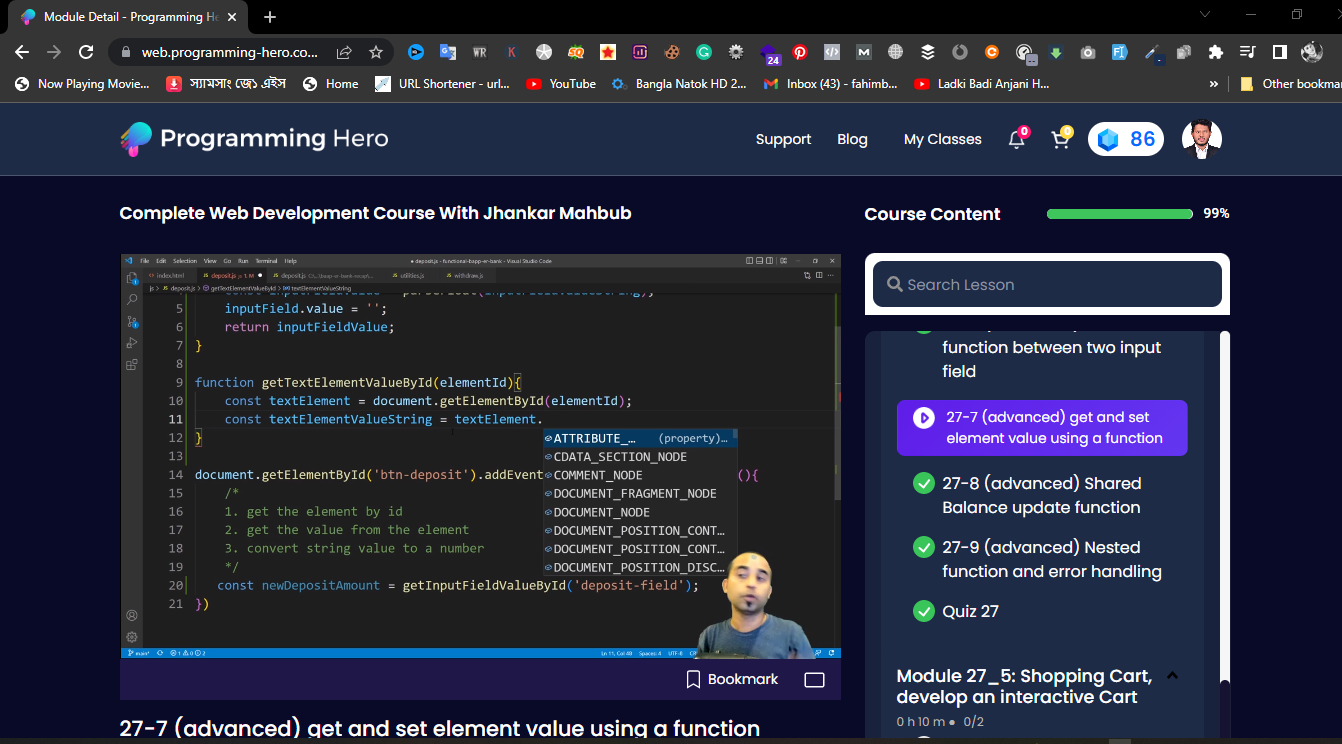 Module Detail - Programming He
web.programming-hero.co...
24
Now Playing Movie...
স্যামসাং জে১ এইস
Home
URL Shortener - url...
YouTube
Bangla Natok HD 2...
Inbox (43) - fahimb...
Ladki Badi Anjani H...
»
Other bookmar
Programming Hero
Support
Blog
My Classes
0
0
86
Complete Web Development Course With Jhankar Mahbub
File Edit Selection View Go Run Terminal Help
● deposit.js - functional-bapp-er-bank - Visual Studio Code
index.html
deposit.js
utilities.js
withdraw.js
js > JS deposit.js > getTextElementValueById > textElementValueString
5 inputField.value = '';
6 return inputFieldValue;
7 }
8
9 function getTextElementValueById(elementId){
10 const textElement = document.getElementById(elementId);
11 const textElementValueString = textElement.
12 }
ATTRIBUTE_… (property)…
CDATA_SECTION_NODE
COMMENT_NODE
DOCUMENT_FRAGMENT_NODE
DOCUMENT_NODE
DOCUMENT_POSITION_CONT…
DOCUMENT_POSITION_CONT…
DOCUMENT_POSITION_DISC…
13
14 document.getElementById('btn-deposit').addEvent (){
15 /*
16 1. get the element by id
17 2. get the value from the element
18 3. convert string value to a number
19 */
20 const newDepositAmount = getInputFieldValueById('deposit-field');
21 })
main*
Ln 11, Col 48 Spaces: 4 UTF-8
Bookmark
27-7 (advanced) get and set element value using a function
Course Content
99%
Search Lesson
function between two input
field
27-7 (advanced) get and set
element value using a function
27-8 (advanced) Shared
Balance update function
27-9 (advanced) Nested
function and error handling
Quiz 27
Module 27_5: Shopping Cart,
develop an interactive Cart
0 h 10 m ● 0/2